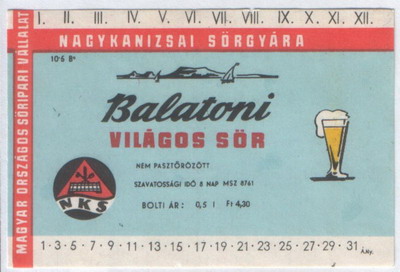 I. II. III. IV. V. VI. VII. VIII. IX. X. XI. XII.
MAGYAR ORSZÁGOS SÖRIPARI VÁLLALAT
NAGYKANIZSAI SÖRGYÁRA
10·5 B°
Balatoni
VILÁGOS SÖR
NEM PASZTŐRÖZÖTT
SZAVATOSSÁGI IDŐ 8 NAP MSZ 8761
BOLTI ÁR: 0,5 l Ft 4,30
NKS
1·3·5·7·9·11·13·15·17·19·21·23·25·27·29·31
ÁNy.